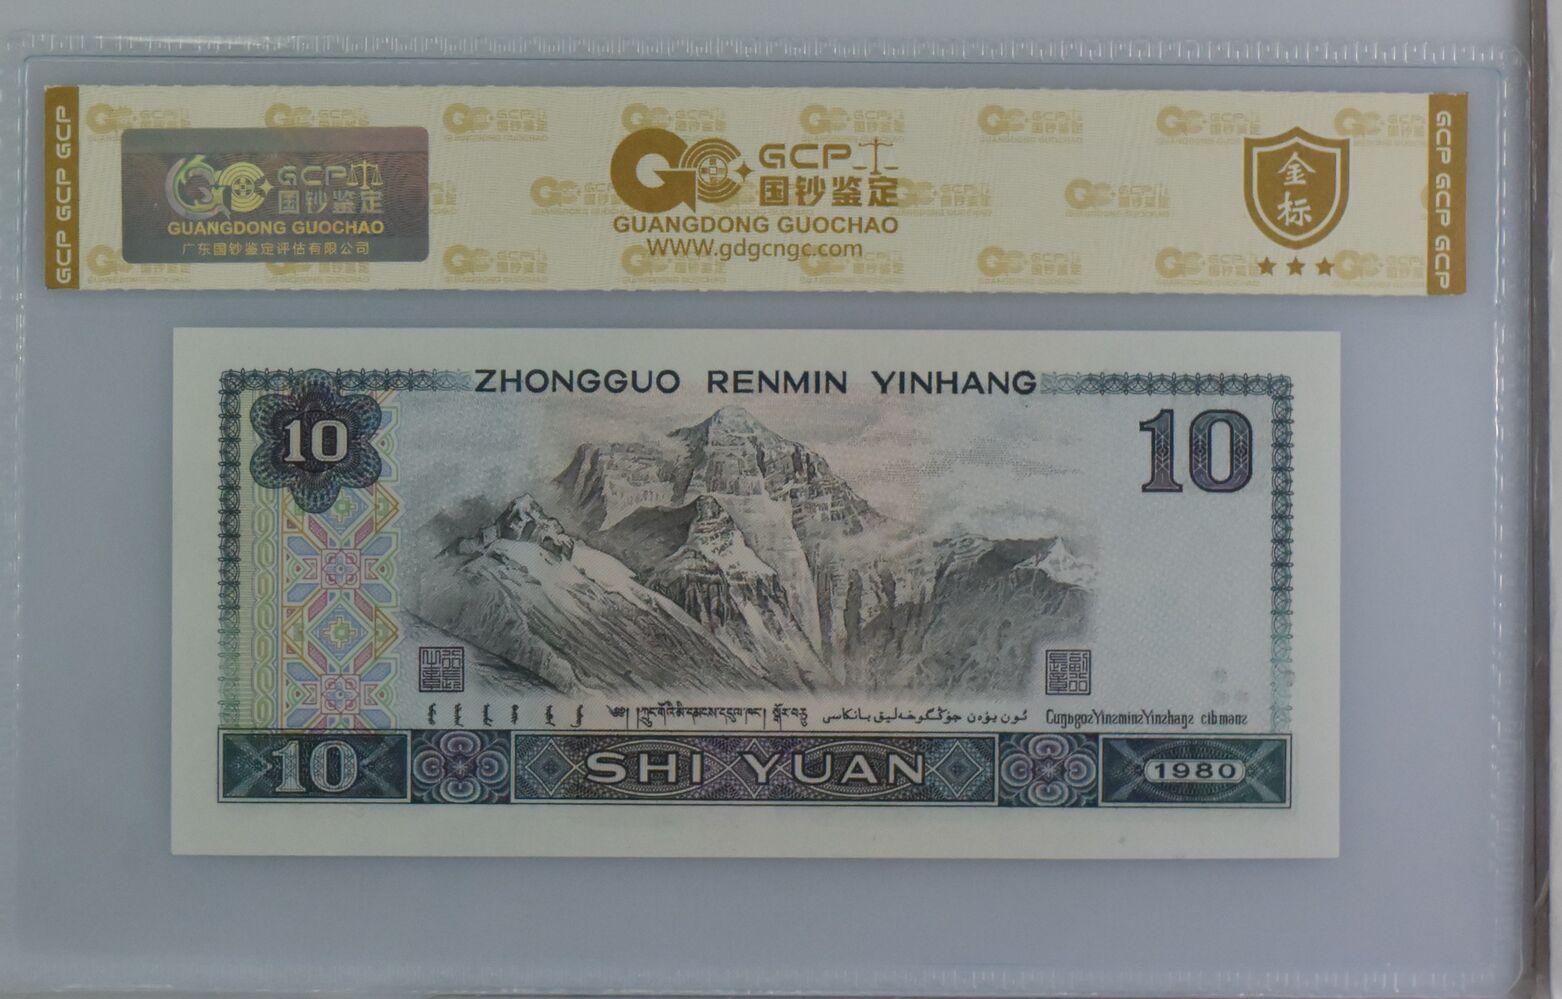 GCP GCP GCP
GCP
国钞鉴定
GUANGDONG GUOCHAO
广东国钞鉴定评估有限公司
GCP
国钞鉴定
GUANGDONG GUOCHAO
WWW.gdgcngc.com
金
标
GCP GCP GCP
ZHONGGUO RENMIN YINHANG
10
10
10
SHI YUAN
1980